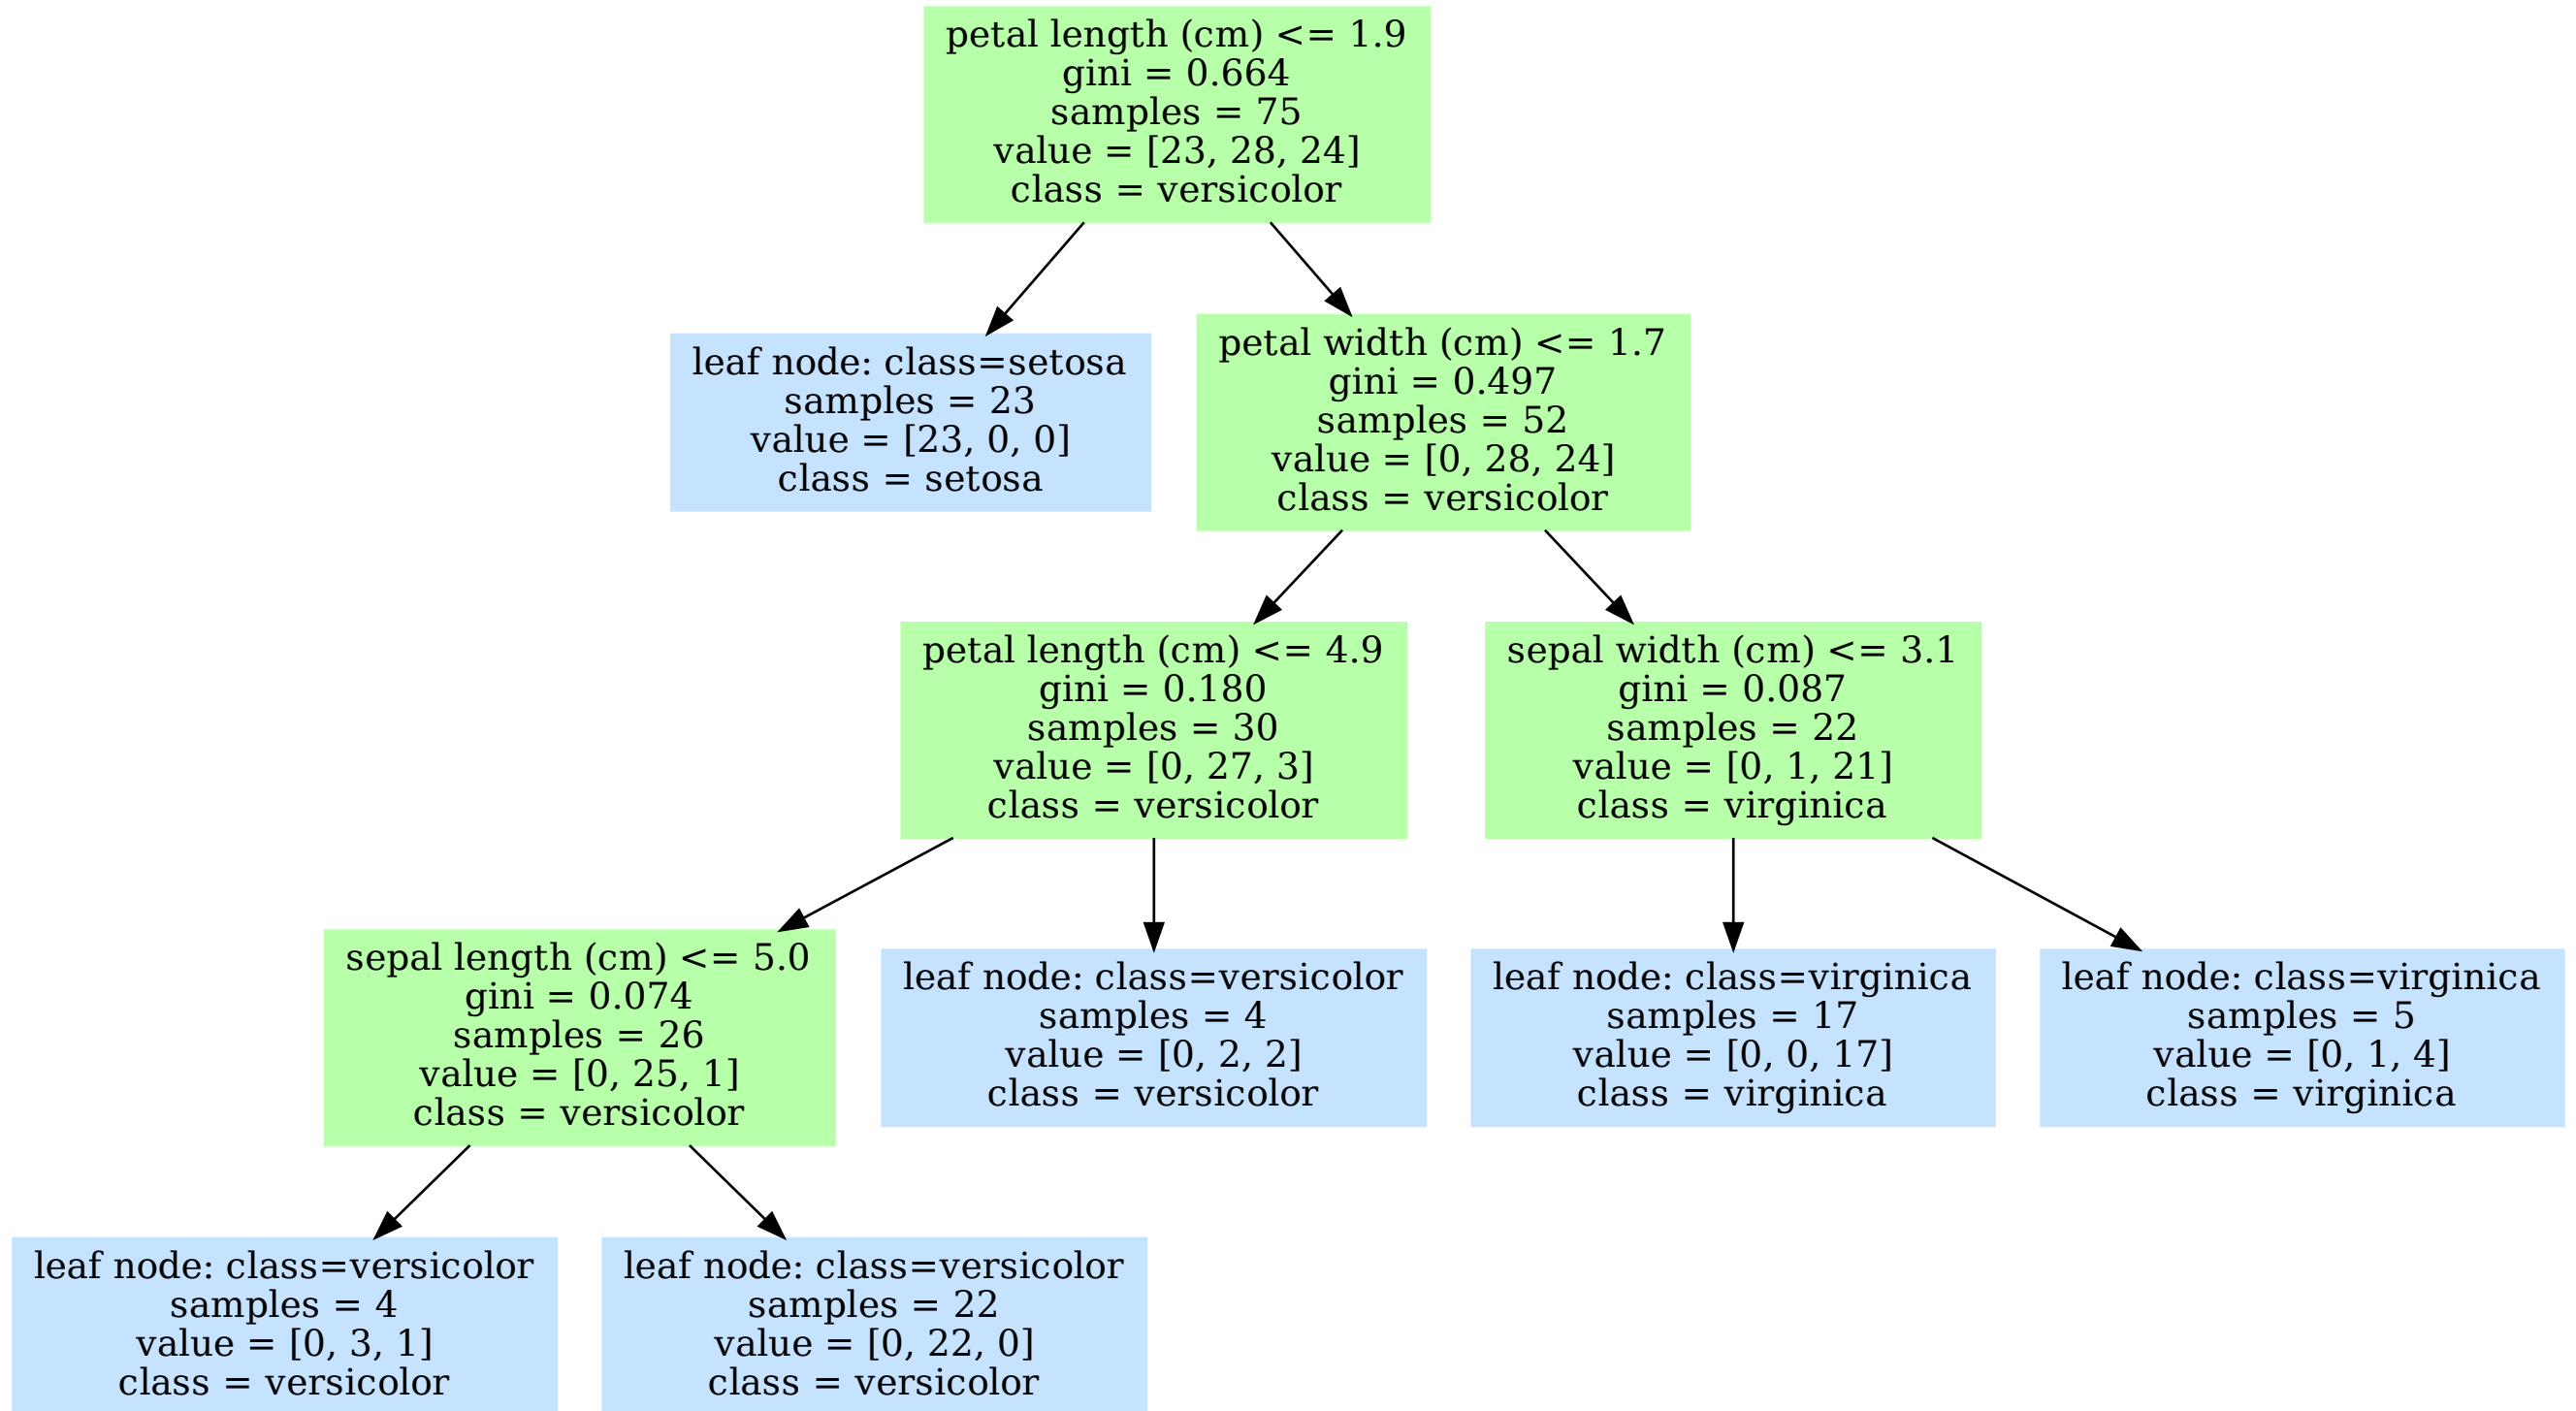 petal length (cm) <= 1.9
gini = 0.664
samples = 75
value = [23, 28, 24]
class = versicolor
leaf node: class=setosa
samples = 23
value = [23, 0, 0]
class = setosa
petal width (cm) <= 1.7
gini = 0.497
samples = 52
value = [0, 28, 24]
class = versicolor
petal length (cm) <= 4.9
gini = 0.180
samples = 30
value = [0, 27, 3]
class = versicolor
sepal width (cm) <= 3.1
gini = 0.087
samples = 22
value = [0, 1, 21]
class = virginica
sepal length (cm) <= 5.0
gini = 0.074
samples = 26
value = [0, 25, 1]
class = versicolor
leaf node: class=versicolor
samples = 4
value = [0, 2, 2]
class = versicolor
leaf node: class=virginica
samples = 17
value = [0, 0, 17]
class = virginica
leaf node: class=virginica
samples = 5
value = [0, 1, 4]
class = virginica
leaf node: class=versicolor
samples = 4
value = [0, 3, 1]
class = versicolor
leaf node: class=versicolor
samples = 22
value = [0, 22, 0]
class = versicolor